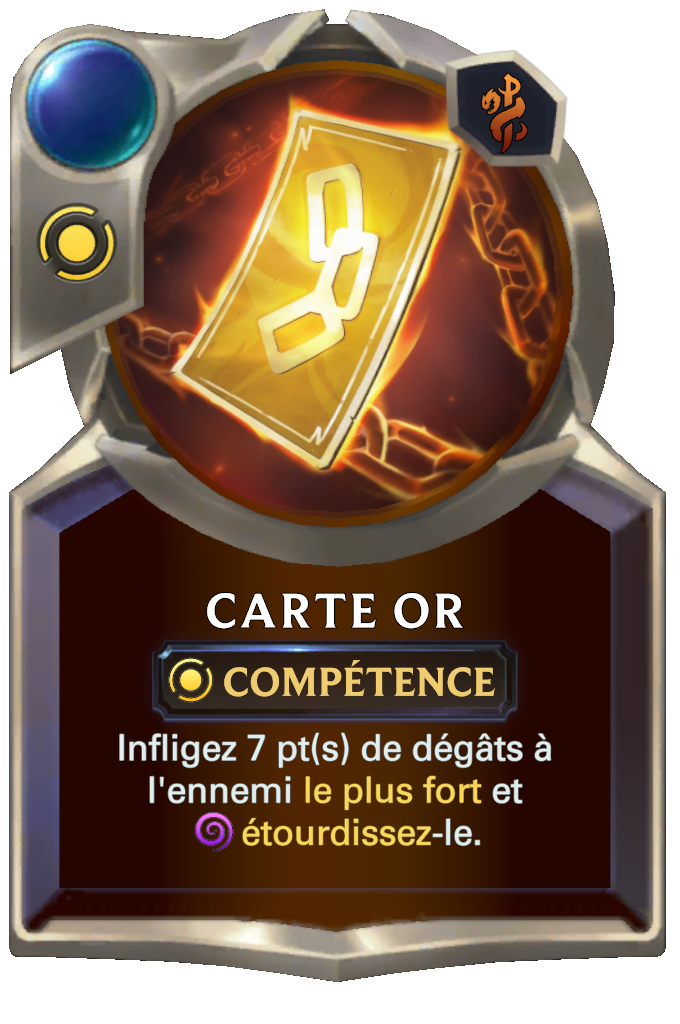 CARTE OR
COMPÉTENCE
Infligez 7 pt(s) de dégâts à
l'ennemi le plus fort et
étourdissez-le.